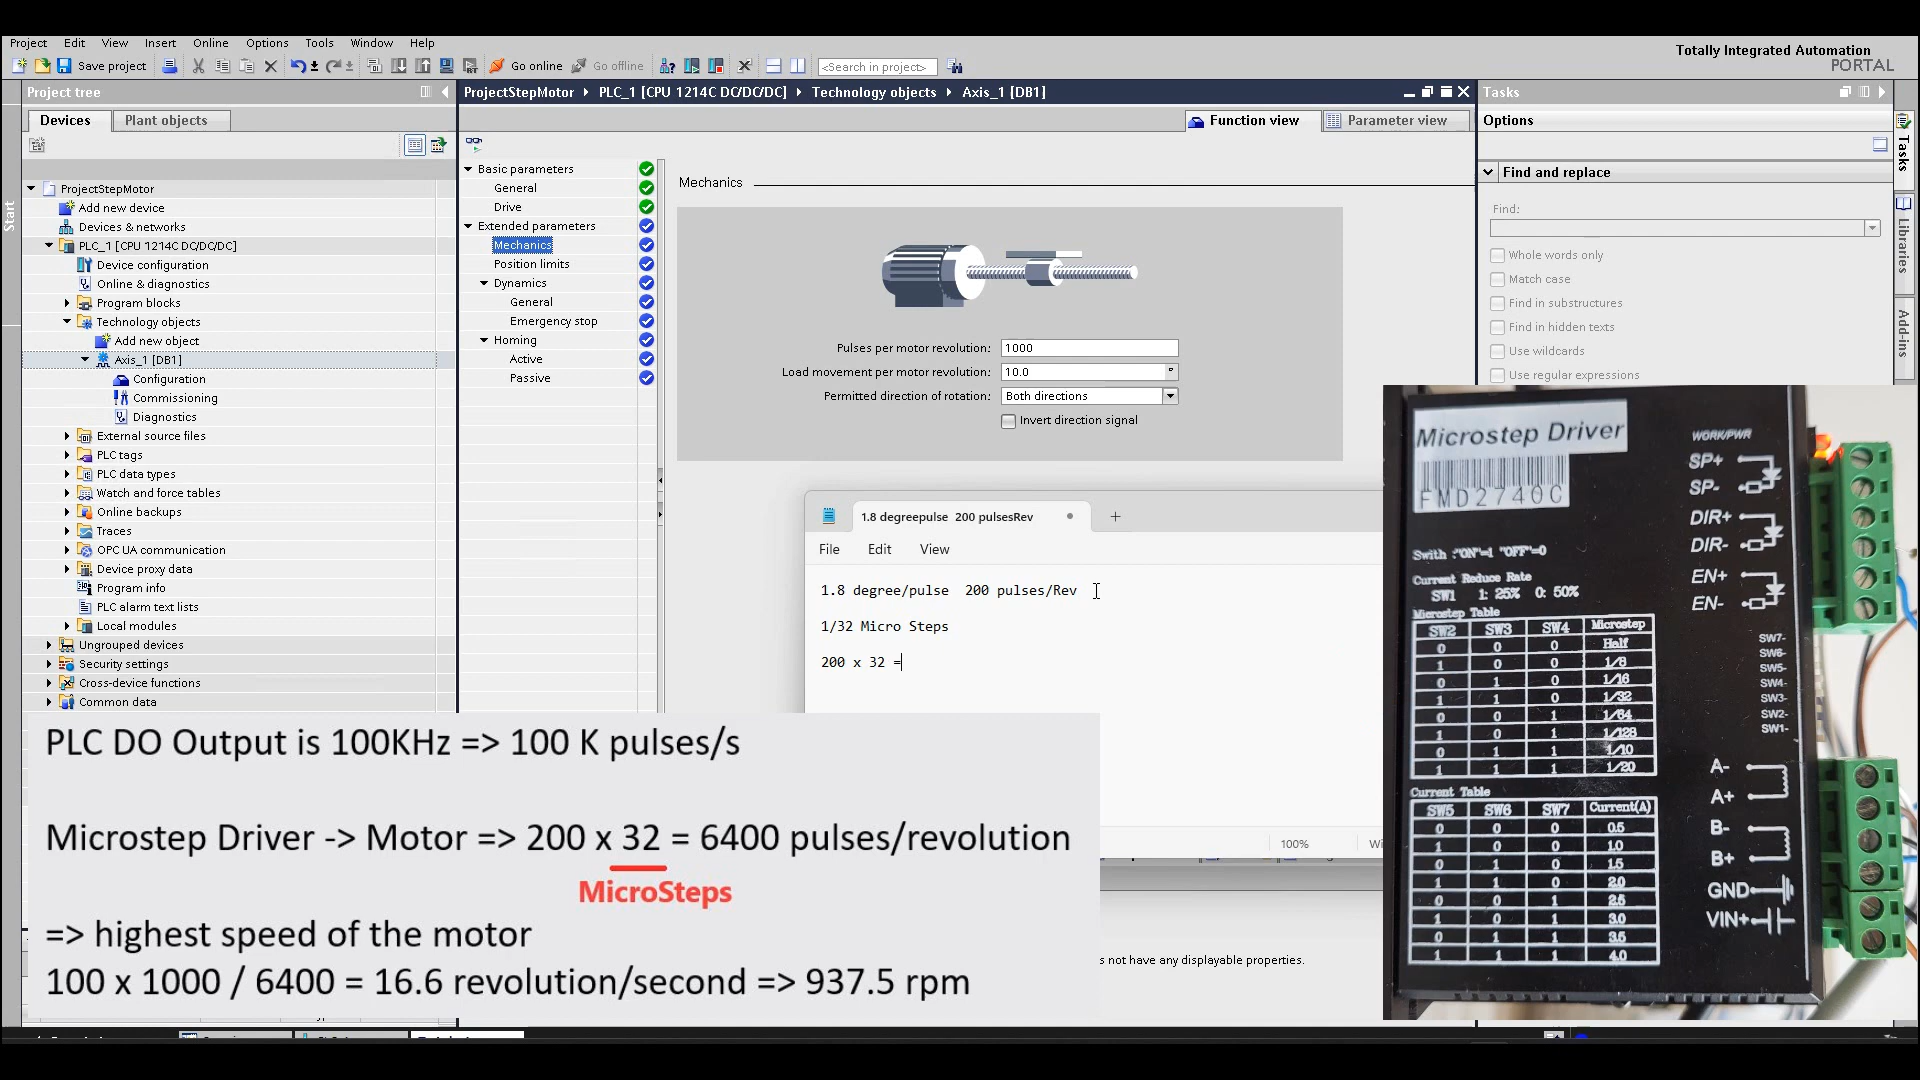 Project Edit View Insert Online Options Tools Window Help
Totally Integrated Automation
PORTAL
Save project
Go online
Go offline
<Search in project>
Project tree
ProjectStepMotor PLC_1 [CPU 1214C DC/DC/DC] Technology objects Axis_1 [DB1]
Tasks
Devices
Plant objects
Function view
Parameter view
Options
Start
Tasks
Libraries
Add-ins
ProjectStepMotor
Add new device
Devices & networks
PLC_1 [CPU 1214C DC/DC/DC]
Device configuration
Online & diagnostics
Program blocks
Technology objects
Add new object
Axis_1 [DB1]
Configuration
Commissioning
Diagnostics
External source files
PLC tags
PLC data types
Watch and force tables
Online backups
Traces
OPC UA communication
Device proxy data
Program info
PLC alarm text lists
Local modules
Ungrouped devices
Security settings
Cross-device functions
Common data
Basic parameters
General
Drive
Extended parameters
Mechanics
Position limits
Dynamics
General
Emergency stop
Homing
Active
Passive
Mechanics
Pulses per motor revolution: 1000
Load movement per motor revolution: 10.0 °
Permitted direction of rotation: Both directions
Invert direction signal
Find and replace
Find:
Whole words only
Match case
Find in substructures
Find in hidden texts
Use wildcards
Use regular expressions
1.8 degreepulse 200 pulsesRev
File Edit View
1.8 degree/pulse 200 pulses/Rev
1/32 Micro Steps
200 x 32 =
100%
s not have any displayable properties.
PLC DO Output is 100KHz => 100 K pulses/s
Microstep Driver -> Motor => 200 x 32 = 6400 pulses/revolution
MicroSteps
=> highest speed of the motor
100 x 1000 / 6400 = 16.6 revolution/second => 937.5 rpm
Microstep Driver
FMD2740C
Swith :"ON"=1 "OFF"=0
Current Reduce Rate
SW1 1: 25% 0: 50%
Microstep Table
SW2 SW3 SW4 Microstep
0 0 0 Half
1 0 0 1/8
0 1 0 1/16
1 1 0 1/32
0 0 1 1/64
1 0 1 1/128
0 1 1 1/10
1 1 1 1/20
Current Table
SW5 SW6 SW7 Current(A)
0 0 0 0.5
1 0 0 1.0
0 1 0 1.5
1 1 0 2.0
0 0 1 2.5
1 0 1 3.0
0 1 1 3.5
1 1 1 4.0
WORK/PWR
SP+
SP-
DIR+
DIR-
EN+
EN-
SW7-
SW6-
SW5-
SW4-
SW3-
SW2-
SW1-
A-
A+
B-
B+
GND
VIN+